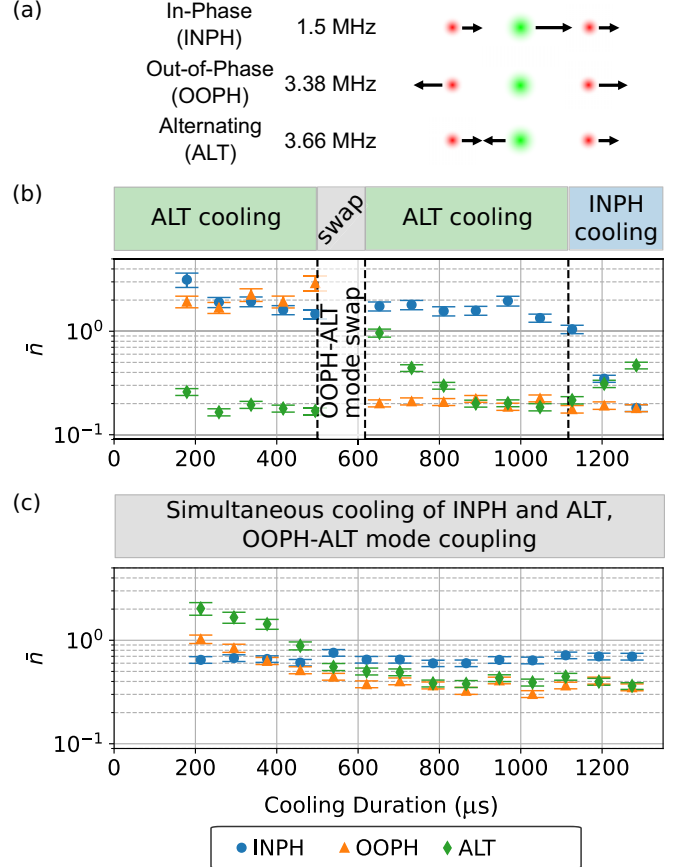 (a)
In-Phase
(INPH)
1.5 MHz
Out-of-Phase
(OOPH)
3.38 MHz
Alternating
(ALT)
3.66 MHz
(b)
ALT cooling
swap
ALT cooling
INPH
cooling
OOPH-ALT
mode swap
n̄
10⁰
10⁻¹
0 200 400 600 800 1000 1200
(c)
Simultaneous cooling of INPH and ALT,
OOPH-ALT mode coupling
n̄
10⁰
10⁻¹
0 200 400 600 800 1000 1200
Cooling Duration (μs)
INPH OOPH ALT